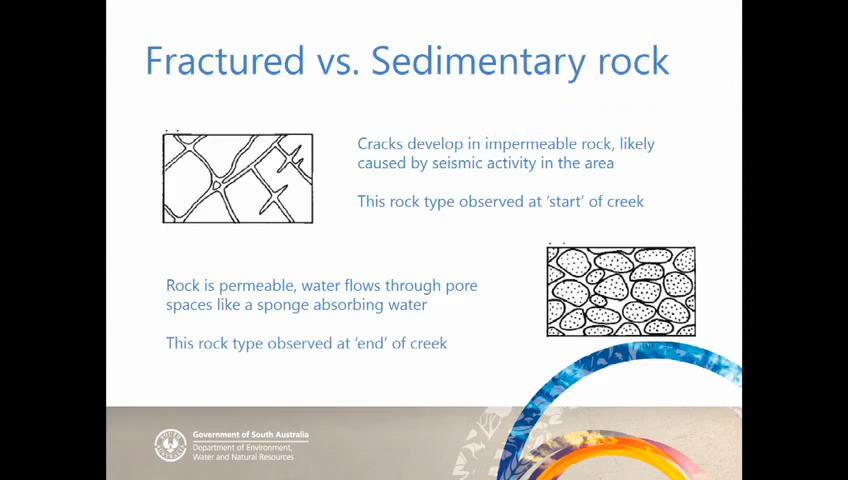 Fractured vs. Sedimentary rock
Cracks develop in impermeable rock, likely
caused by seismic activity in the area
This rock type observed at ‘start’ of creek
Rock is permeable, water flows through pore
spaces like a sponge absorbing water
This rock type observed at ‘end’ of creek
Government of South Australia
Department of Environment,
Water and Natural Resources